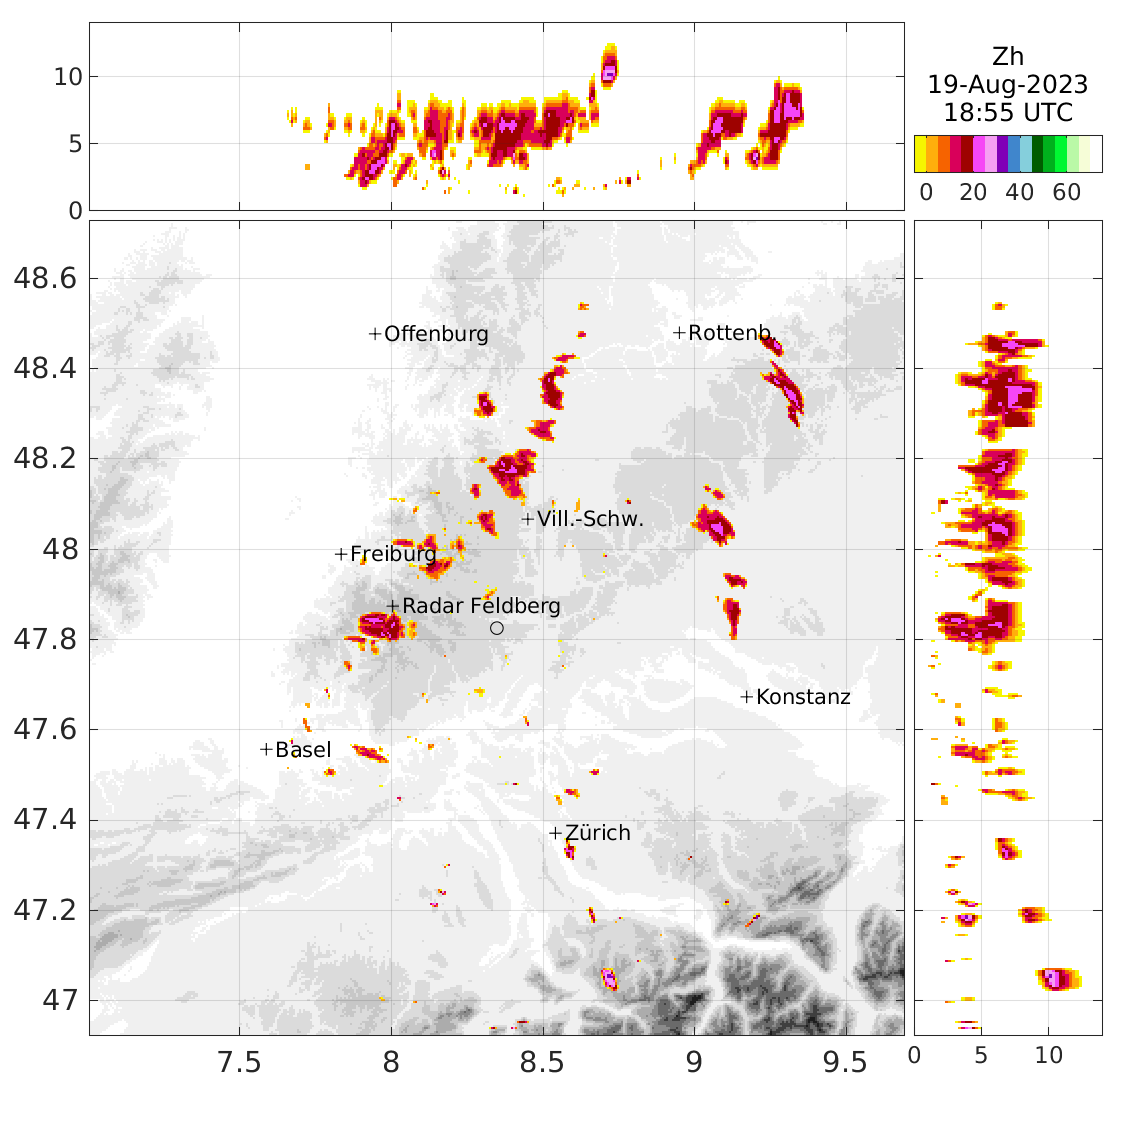 Zh
19-Aug-2023
18:55 UTC
0 20 40 60
10
5
0
48.6
48.4
48.2
48
47.8
47.6
47.4
47.2
47
Offenburg
Rottenb.
Vill.-Schw.
Freiburg
Radar Feldberg
Konstanz
Basel
Zürich
7.5 8 8.5 9 9.5
0 5 10